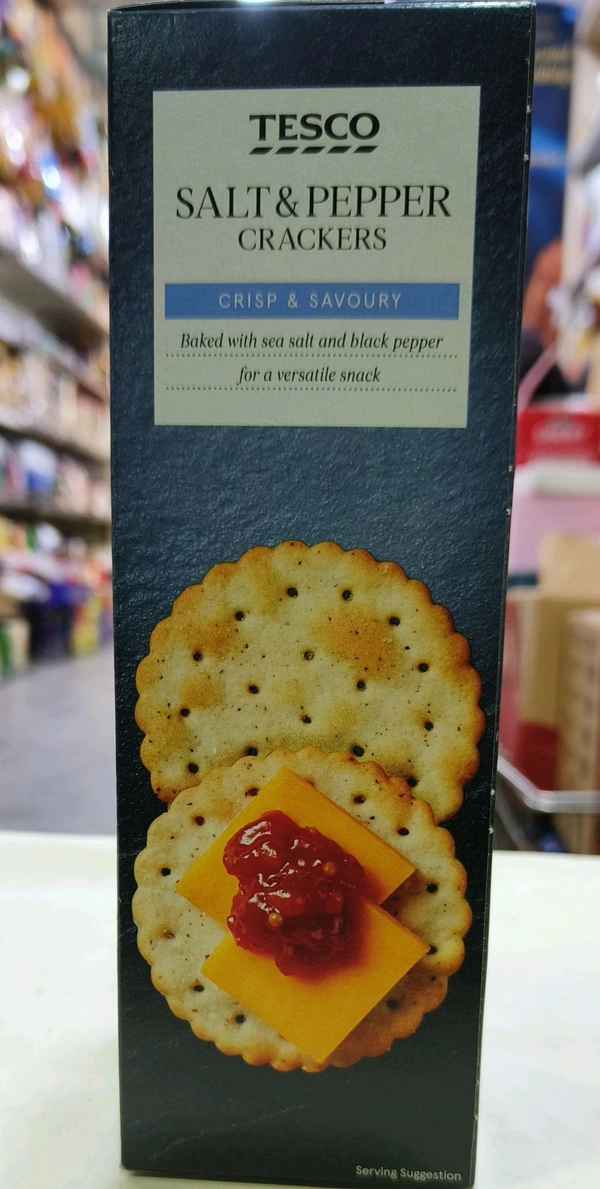 TESCO
SALT & PEPPER
CRACKERS
CRISP & SAVOURY
Baked with sea salt and black pepper
for a versatile snack
Serving Suggestion